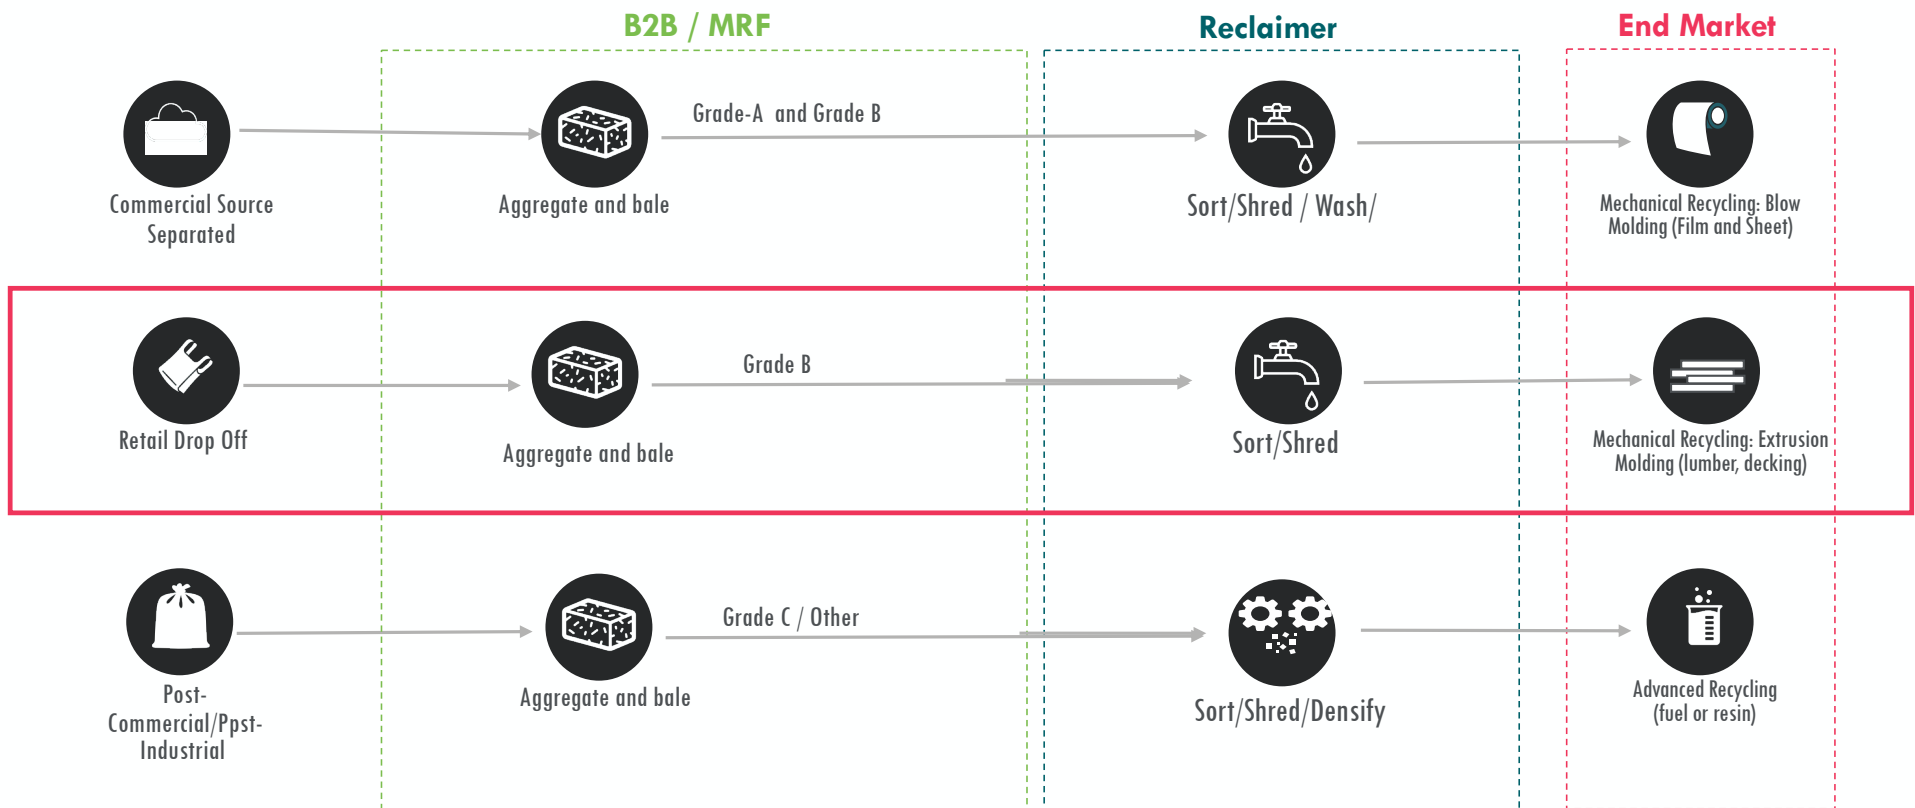 B2B / MRF
Reclaimer
End Market
Grade-A and Grade B
Commercial Source
Separated
Aggregate and bale
Sort/Shred / Wash/
Mechanical Recycling: Blow
Molding (Film and Sheet)
Grade B
Retail Drop Off
Aggregate and bale
Sort/Shred
Mechanical Recycling: Extrusion
Molding (lumber, decking)
Grade C / Other
Post-
Commercial/Ppst-
Industrial
Aggregate and bale
Sort/Shred/Densify
Advanced Recycling
(fuel or resin)